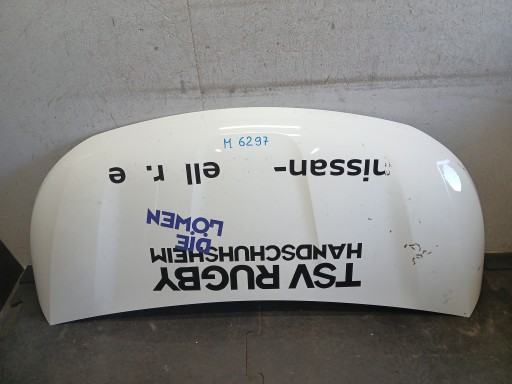 M 6297
nissan-   ell r. e
DIE
LÖWEN
TSV RUGBY
HANDSCHUHSHEIM